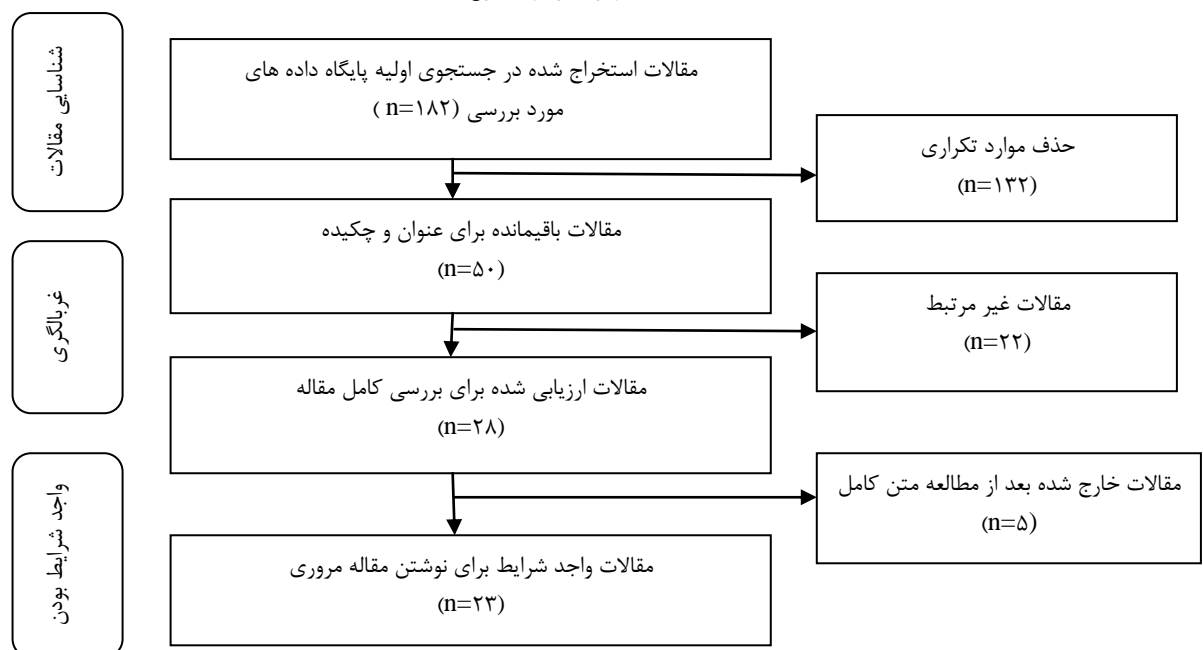 شناسایی مقالات
مقالات استخراج شده در جستجوی اولیه پایگاه داده های
مورد بررسی (n=۱۸۲ )
حذف موارد تکراری
(n=۱۳۲)
مقالات باقیمانده برای عنوان و چکیده
(n=۵۰)
غربالگری
مقالات غیر مرتبط
(n=۲۲)
مقالات ارزیابی شده برای بررسی کامل مقاله
(n=۲۸)
واجد شرایط بودن
مقالات خارج شده بعد از مطالعه متن کامل
(n=۵)
مقالات واجد شرایط برای نوشتن مقاله مروری
(n=۲۳)